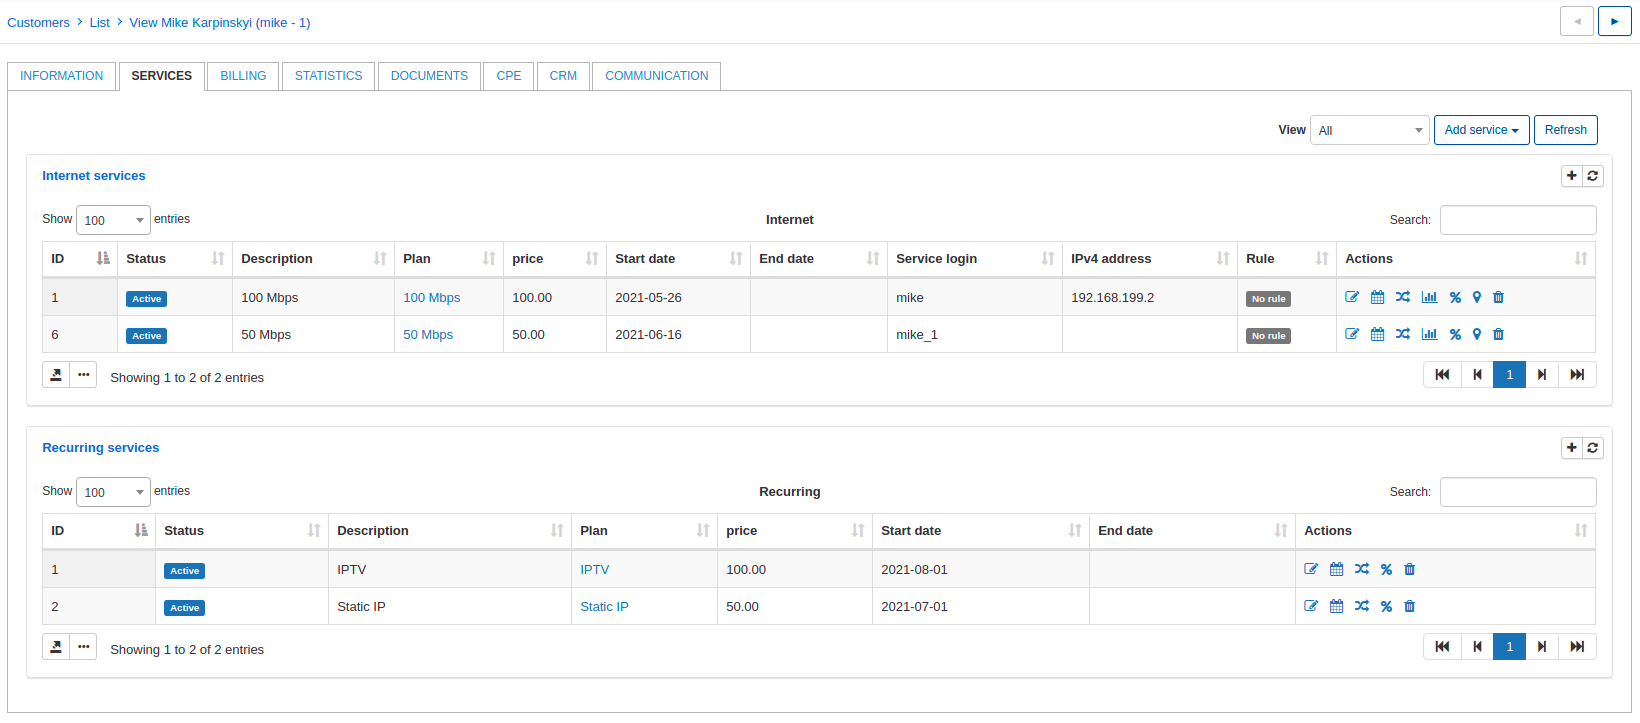 Customers > List > View Mike Karpinskyi (mike - 1)
INFORMATION SERVICES BILLING STATISTICS DOCUMENTS CPE CRM COMMUNICATION
View All Add service Refresh
Internet services
Show 100 entries Internet Search:
ID Status Description Plan price Start date End date Service login IPv4 address Rule Actions
1 Active 100 Mbps 100 Mbps 100.00 2021-05-26 mike 192.168.199.2 No rule
6 Active 50 Mbps 50 Mbps 50.00 2021-06-16 mike_1 No rule
Showing 1 to 2 of 2 entries 1
Recurring services
Show 100 entries Recurring Search:
ID Status Description Plan price Start date End date Actions
1 Active IPTV IPTV 100.00 2021-08-01
2 Active Static IP Static IP 50.00 2021-07-01
Showing 1 to 2 of 2 entries 1